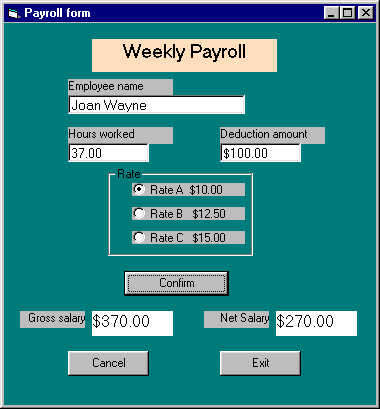 Payroll form
Weekly Payroll
Employee name
Joan Wayne
Hours worked Deduction amount
37.00 $100.00
Rate
Rate A $10.00
Rate B $12.50
Rate C $15.00
Confirm
Gross salary $370.00 Net Salary $270.00
Cancel Exit